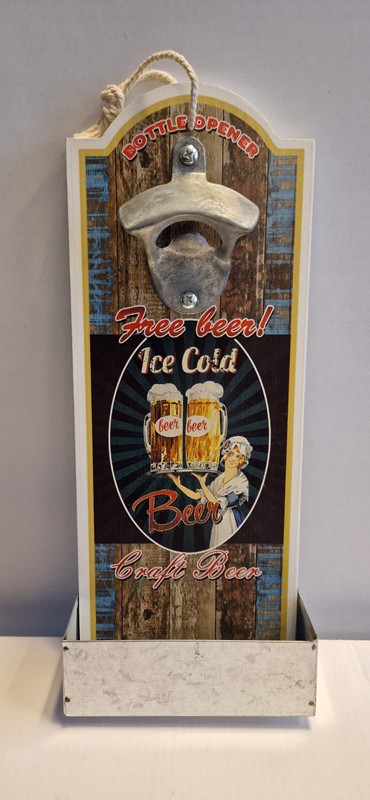 BOTTLE OPENER
Free beer!
Ice Cold
beer beer
Beer
Craft Beer